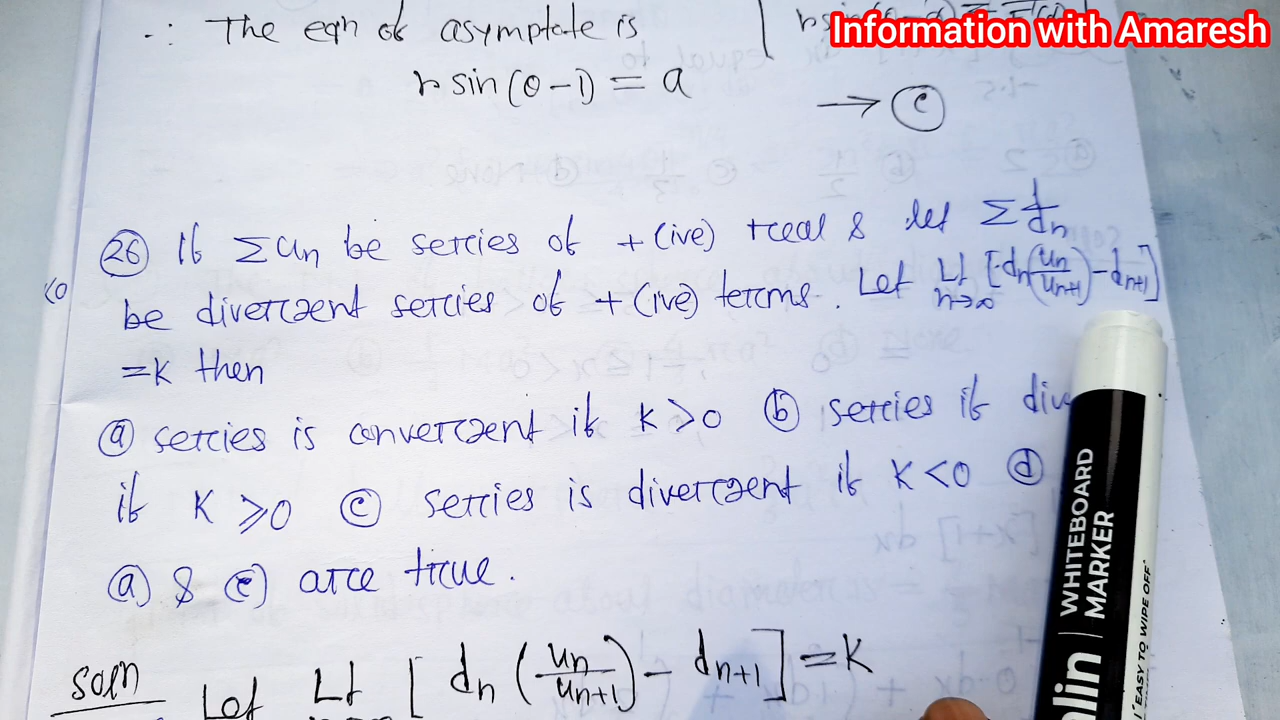 Information with Amaresh
∴ The eqn of asymptote is
r sin(θ-1) = a
→ (c)
(26) If Σun be series of +(ive) real & let Σ 1/dn
be divergent series of +(ive) terms. Let Lt n→∞ [dn(un/un+1) - dn+1]
=K then
(a) series is convergent if K>0 (b) series if
if K ≥0 (c) series is divergent if K<0 (d)
(a) & (c) are true.
soln Let Lt [dn(un/un+1) - dn+1] = K
WHITEBOARD
MARKER
EASY TO WIPE OFF